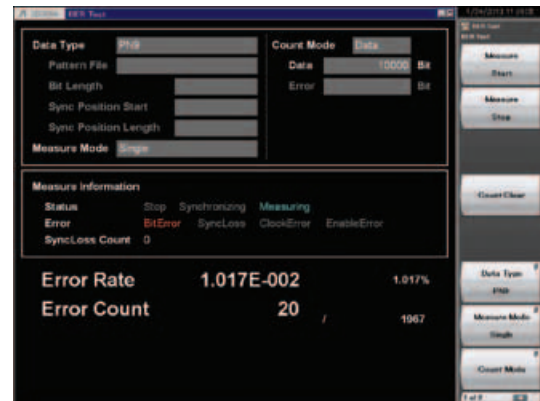 BER Test
BER Test
Data Type PN9
Pattern File
Bit Length
Sync Position Start
Sync Position Length
Measure Mode Single
Count Mode Data
Data 10000 Bit
Error Bit
Measure Information
Status Stop Synchronizing Measuring
Error BitError SyncLoss ClockError EnableError
SyncLoss Count 0
Error Rate 1.017E-002 1.017%
Error Count 20 / 1967
Measure
Start
Measure
Stop
Count Clear
Data Type
PN9
Measure Mode
Single
Count Mode